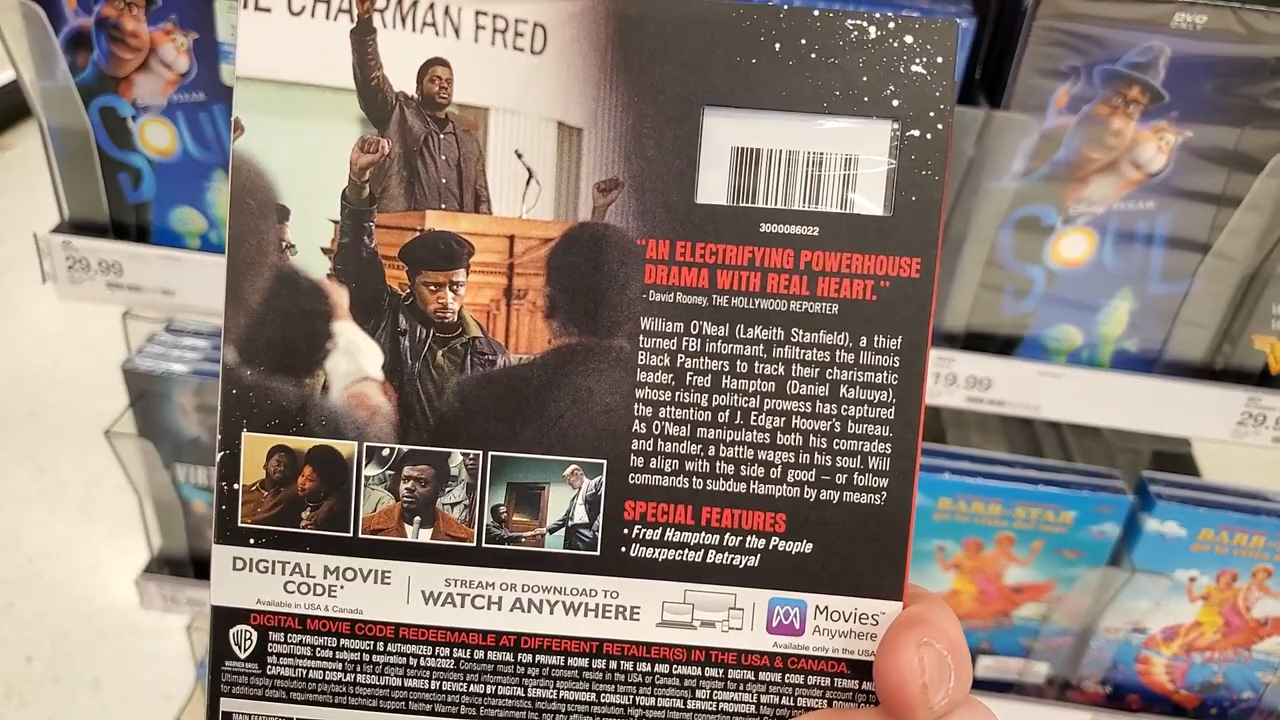 CHAIRMAN FRED
3000086022
"AN ELECTRIFYING POWERHOUSE
DRAMA WITH REAL HEART."
- David Rooney, THE HOLLYWOOD REPORTER
William O'Neal (LaKeith Stanfield), a thief
turned FBI informant, infiltrates the Illinois
Black Panthers to track their charismatic
leader, Fred Hampton (Daniel Kaluuya),
whose rising political prowess has captured
the attention of J. Edgar Hoover's bureau.
As O'Neal manipulates both his comrades
and handler, a battle wages in his soul. Will
he align with the side of good – or follow
commands to subdue Hampton by any means?
SPECIAL FEATURES
• Fred Hampton for the People
• Unexpected Betrayal
DIGITAL MOVIE
CODE*
Available in USA & Canada
STREAM OR DOWNLOAD TO
WATCH ANYWHERE
Movies™
Anywhere
Available only in the USA
DIGITAL MOVIE CODE REDEEMABLE AT DIFFERENT RETAILER(S) IN THE USA & CANADA.
WB
WARNER BROS.
THIS COPYRIGHTED PRODUCT IS AUTHORIZED FOR SALE OR RENTAL FOR PRIVATE HOME USE IN THE USA AND CANADA ONLY. DIGITAL MOVIE CODE OFFER TERMS AND
CONDITIONS: Code subject to expiration by 6/30/2022. Consumer must be age of consent, reside in the USA or Canada, and register for a digital service provider account (go to
wb.com/redeemmovie for a list of digital service providers and information regarding applicable license terms and conditions). NOT COMPATIBLE WITH ALL DEVICES.
CAPABILITY AND DISPLAY RESOLUTION VARIES BY DEVICE AND BY DIGITAL SERVICE PROVIDER, CONSULT YOUR DIGITAL SERVICE PROVIDER. May only
Ultimate display resolution on playback is dependent upon connection and device characteristics, including screen resolution. High-speed Internet connection required.
for additional details, requirements and technical support. Neither Warner Bros. Entertainment Inc. nor any
SOUL
29.99
DVD
ONLY
DISNEY PIXAR
SOUL
19.99
29.
BARB & STAR
go to vista del mar
BARB